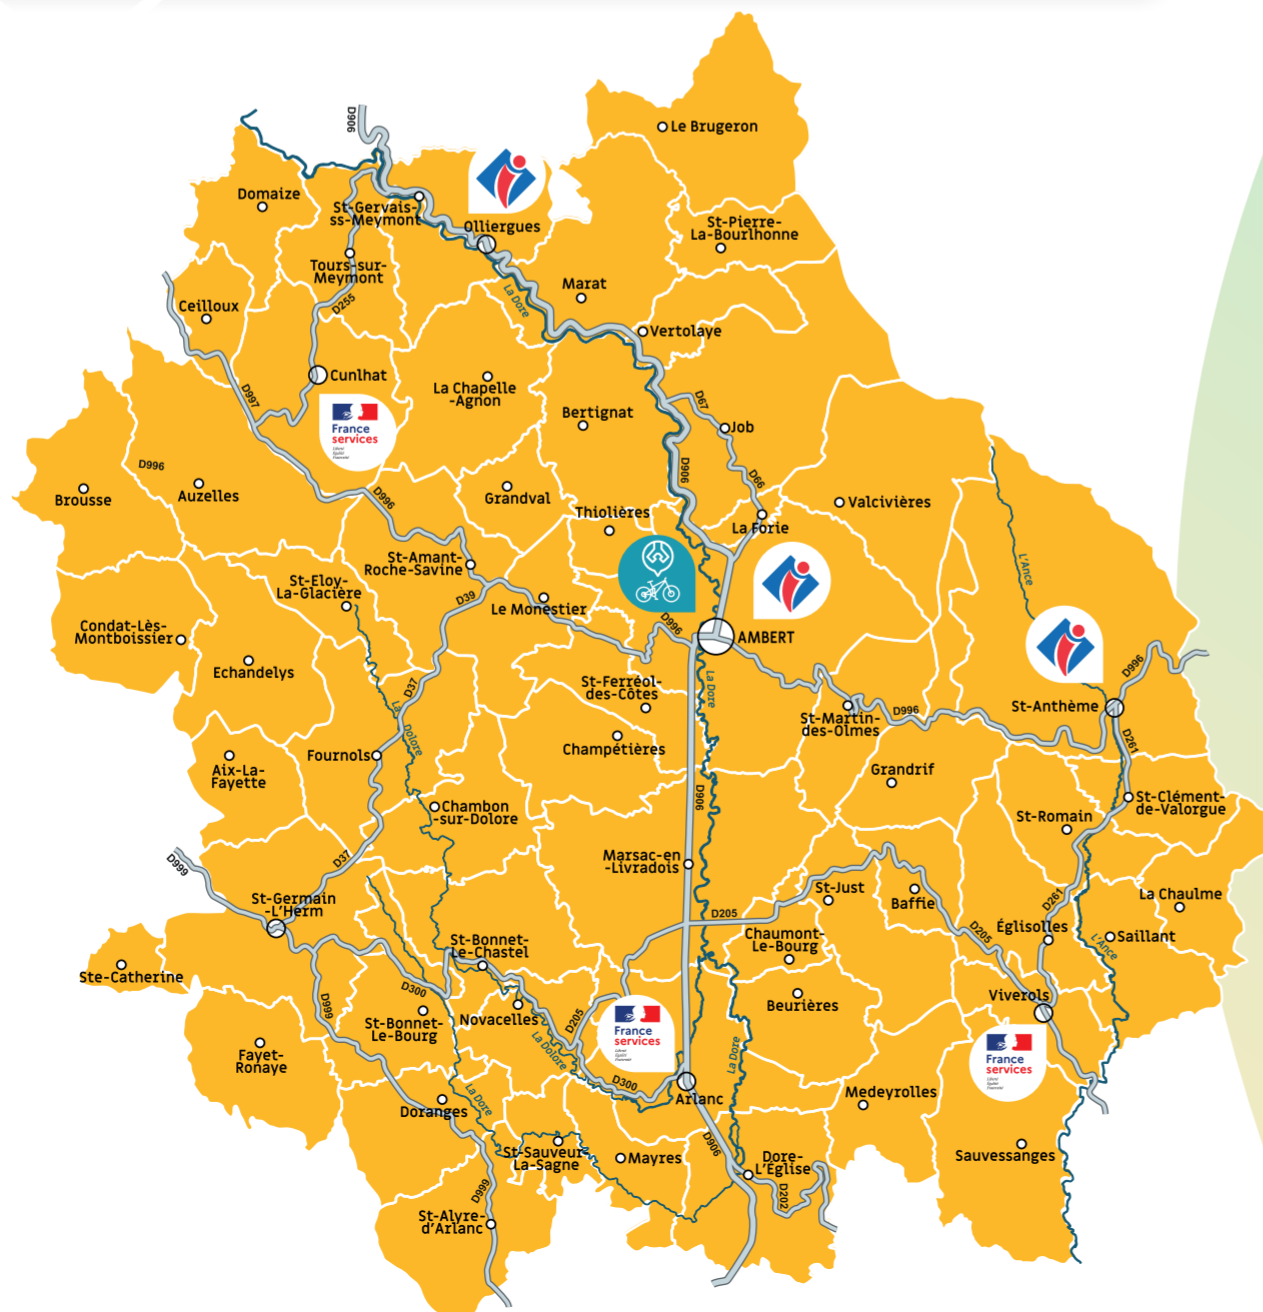 D906
Le Brugeron
Domaize
St-Gervais-
ss-Meymont
Olliergues
St-Pierre-
La-Bourlhonne
Tours-sur-
Meymont
La Dore
Marat
Ceilloux
D255
Vertolaye
Cunlhat
La Chapelle
-Agnon
D997
D67
Bertignat
Job
France
services
D906
D66
D996
Brousse
Auzelles
D996
Grandval
Valcivières
Thiolières
La Forie
St-Amant-
Roche-Savine
L'Ance
St-Eloy-
La-Glacière
D39
Le Monestier
Condat-Lès-
Montboissier
D996
AMBERT
Echandelys
D37
La Dolore
St-Ferréol-
des-Côtes
La Dore
D996
St-Anthème
St-Martin-
des-Olmes
D996
D261
Champétières
Fournols
Aix-La-
Fayette
Grandrif
Chambon
-sur-Dolore
D906
St-Clément-
de-Valorgue
St-Romain
D999
D37
Marsac-en
-Livradois
St-Just
Baffie
La Chaulme
D261
St-Germain
-L'Herm
D205
Chaumont-
Le-Bourg
D205
Églisolles
Saillant
L'Ance
St-Bonnet-
Le-Chastel
Ste-Catherine
D300
D999
Viverols
Beurières
St-Bonnet-
Le-Bourg
Novacelles
D205
La Dolore
France
services
France
services
Fayet-
Ronaye
La Dore
D300
Arlanc
Medeyrolles
Doranges
La Dore
D906
St-Sauveur-
La-Sagne
Mayres
Dore-
L'Église
Sauvessanges
D202
D999
St-Alyre-
d'Arlanc